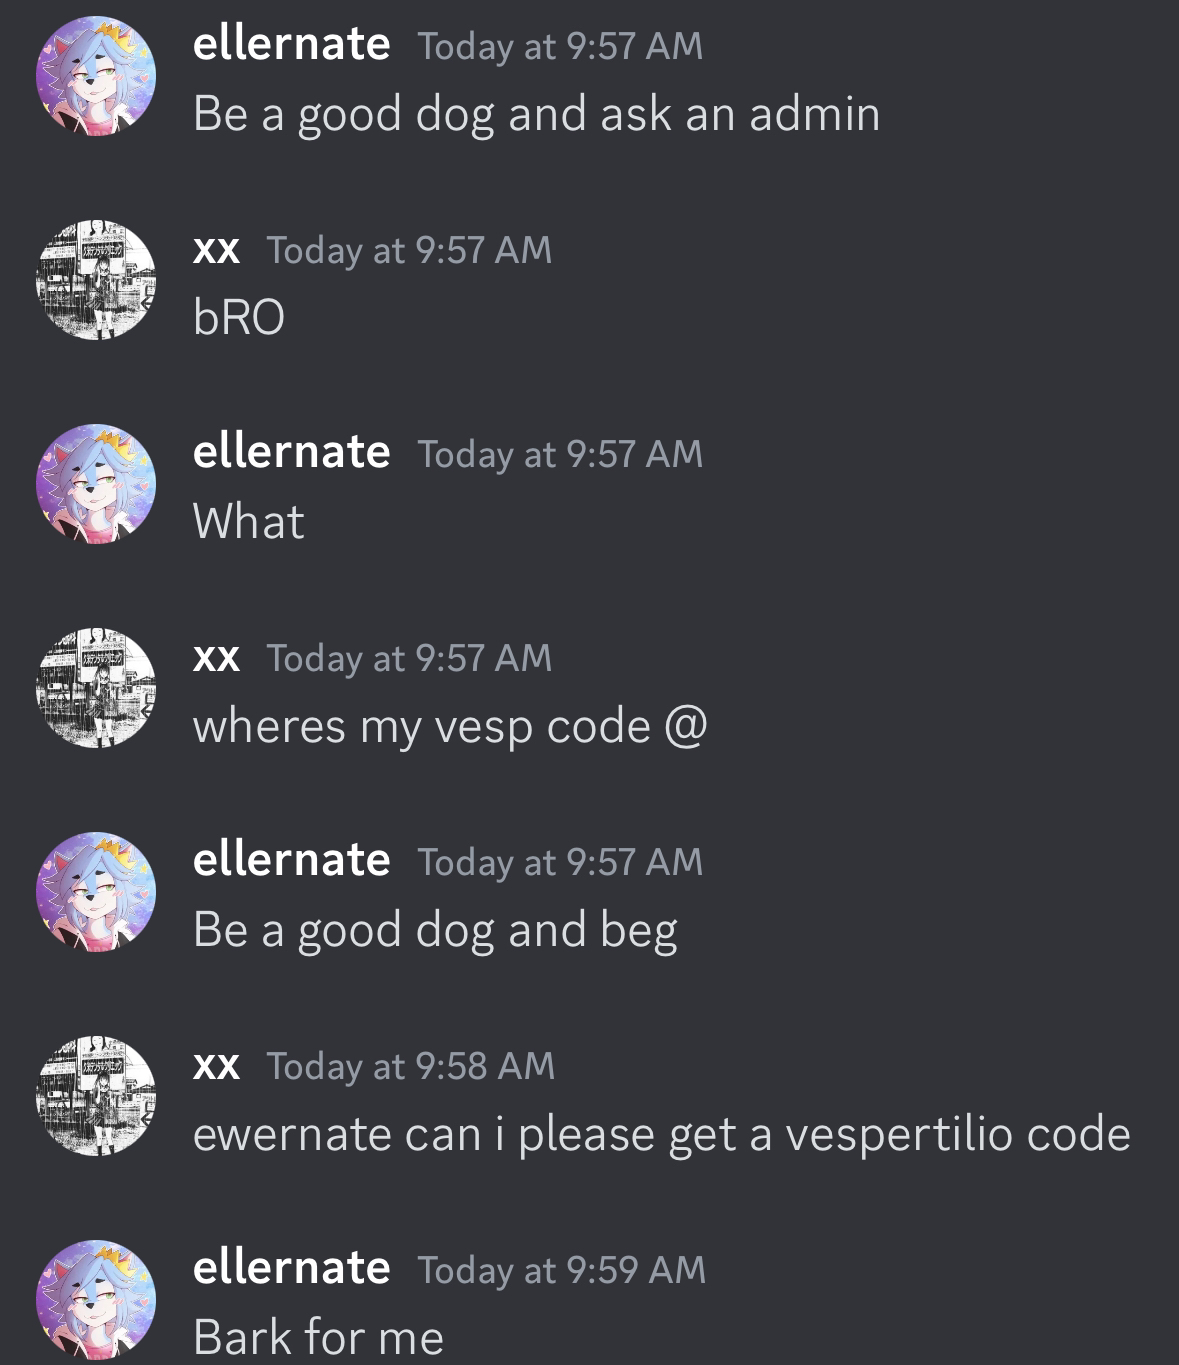 ellernate Today at 9:57 AM
Be a good dog and ask an admin
xx Today at 9:57 AM
bRO
ellernate Today at 9:57 AM
What
xx Today at 9:57 AM
wheres my vesp code @
ellernate Today at 9:57 AM
Be a good dog and beg
xx Today at 9:58 AM
ewernate can i please get a vespertilio code
ellernate Today at 9:59 AM
Bark for me